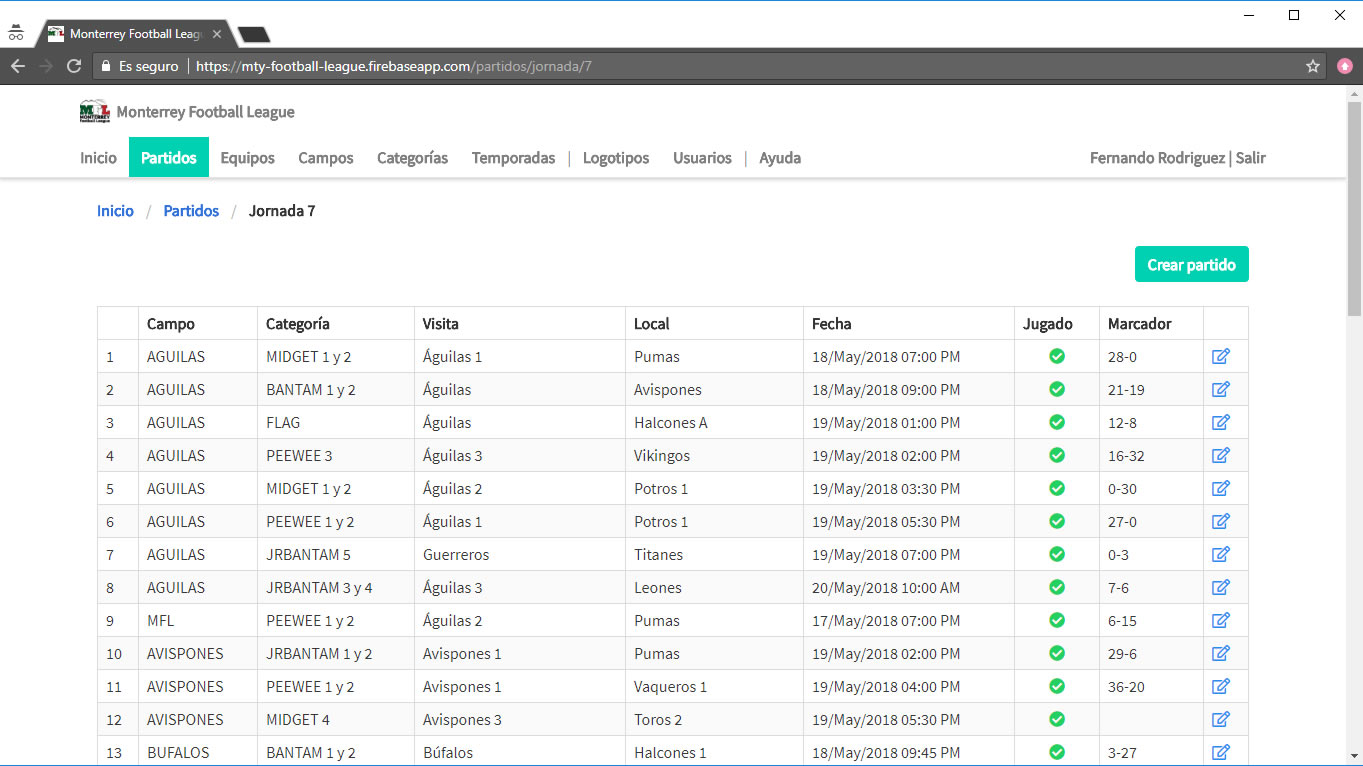 Monterrey Football Leag
Es seguro | https://mty-football-league.firebaseapp.com/partidos/jornada/7
MFL MONTERREY Football League Monterrey Football League
Inicio Partidos Equipos Campos Categorías Temporadas | Logotipos Usuarios | Ayuda Fernando Rodriguez | Salir
Inicio / Partidos / Jornada 7
Crear partido
Campo Categoría Visita Local Fecha Jugado Marcador
1 AGUILAS MIDGET 1 y 2 Águilas 1 Pumas 18/May/2018 07:00 PM 28-0
2 AGUILAS BANTAM 1 y 2 Águilas Avispones 18/May/2018 09:00 PM 21-19
3 AGUILAS FLAG Águilas Halcones A 19/May/2018 01:00 PM 12-8
4 AGUILAS PEEWEE 3 Águilas 3 Vikingos 19/May/2018 02:00 PM 16-32
5 AGUILAS MIDGET 1 y 2 Águilas 2 Potros 1 19/May/2018 03:30 PM 0-30
6 AGUILAS PEEWEE 1 y 2 Águilas 1 Potros 1 19/May/2018 05:30 PM 27-0
7 AGUILAS JRBANTAM 5 Guerreros Titanes 19/May/2018 07:00 PM 0-3
8 AGUILAS JRBANTAM 3 y 4 Águilas 3 Leones 20/May/2018 10:00 AM 7-6
9 MFL PEEWEE 1 y 2 Águilas 2 Pumas 17/May/2018 07:00 PM 6-15
10 AVISPONES JRBANTAM 1 y 2 Avispones 1 Pumas 19/May/2018 02:00 PM 29-6
11 AVISPONES PEEWEE 1 y 2 Avispones 1 Vaqueros 1 19/May/2018 04:00 PM 36-20
12 AVISPONES MIDGET 4 Avispones 3 Toros 2 19/May/2018 05:30 PM
13 BUFALOS BANTAM 1 y 2 Búfalos Halcones 1 18/May/2018 09:45 PM 3-27